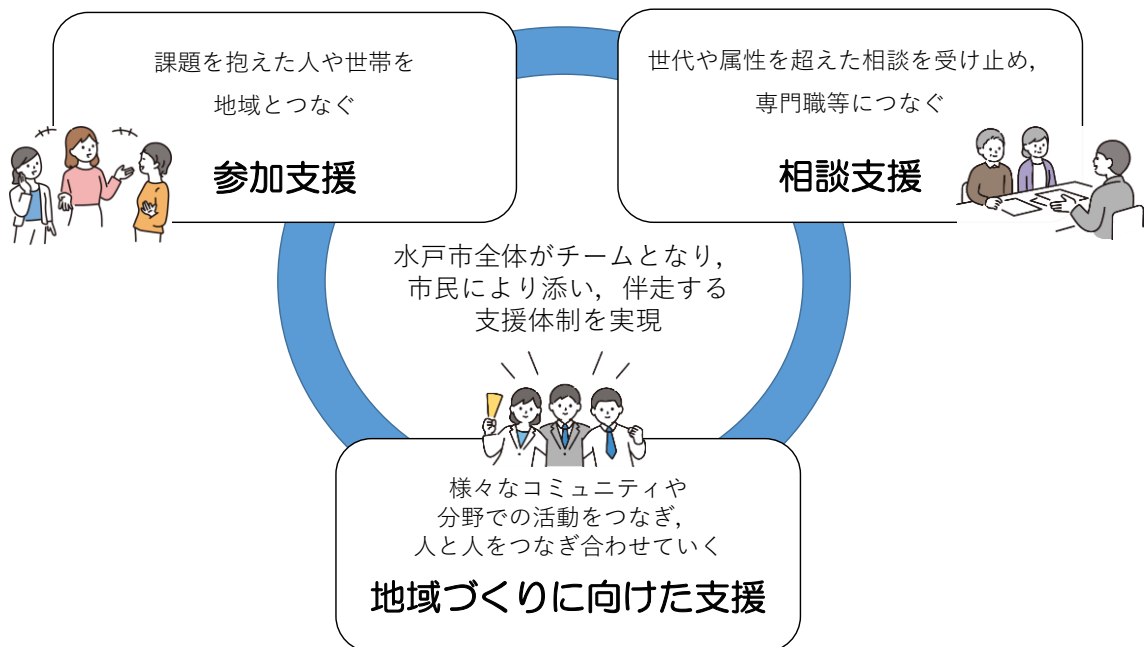 課題を抱えた人や世帯を
地域とつなぐ
参加支援
世代や属性を超えた相談を受け止め，
専門職等につなぐ
相談支援
水戸市全体がチームとなり，
市民により添い，伴走する
支援体制を実現
様々なコミュニティや
分野での活動をつなぎ，
人と人をつなぎ合わせていく
地域づくりに向けた支援